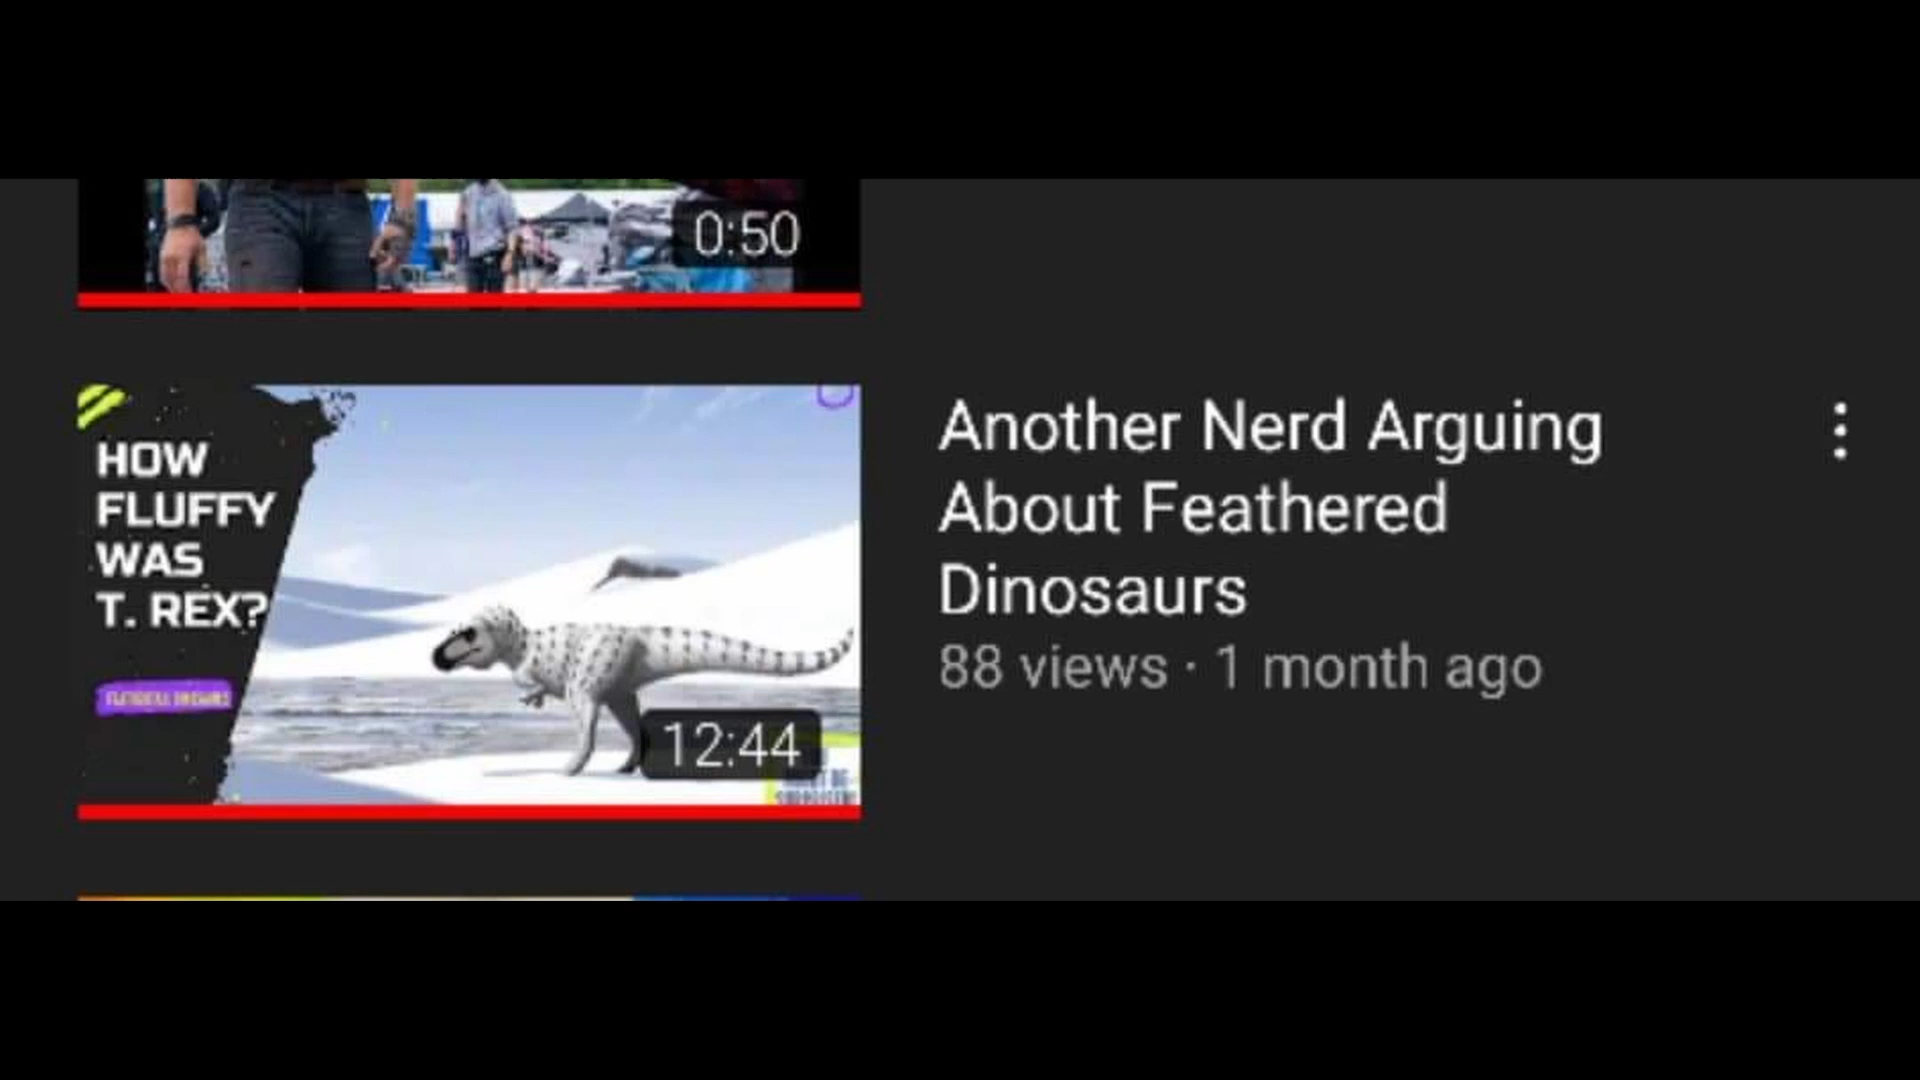 0:50
HOW
FLUFFY
WAS
T. REX?
12:44
Another Nerd Arguing
About Feathered
Dinosaurs
88 views · 1 month ago